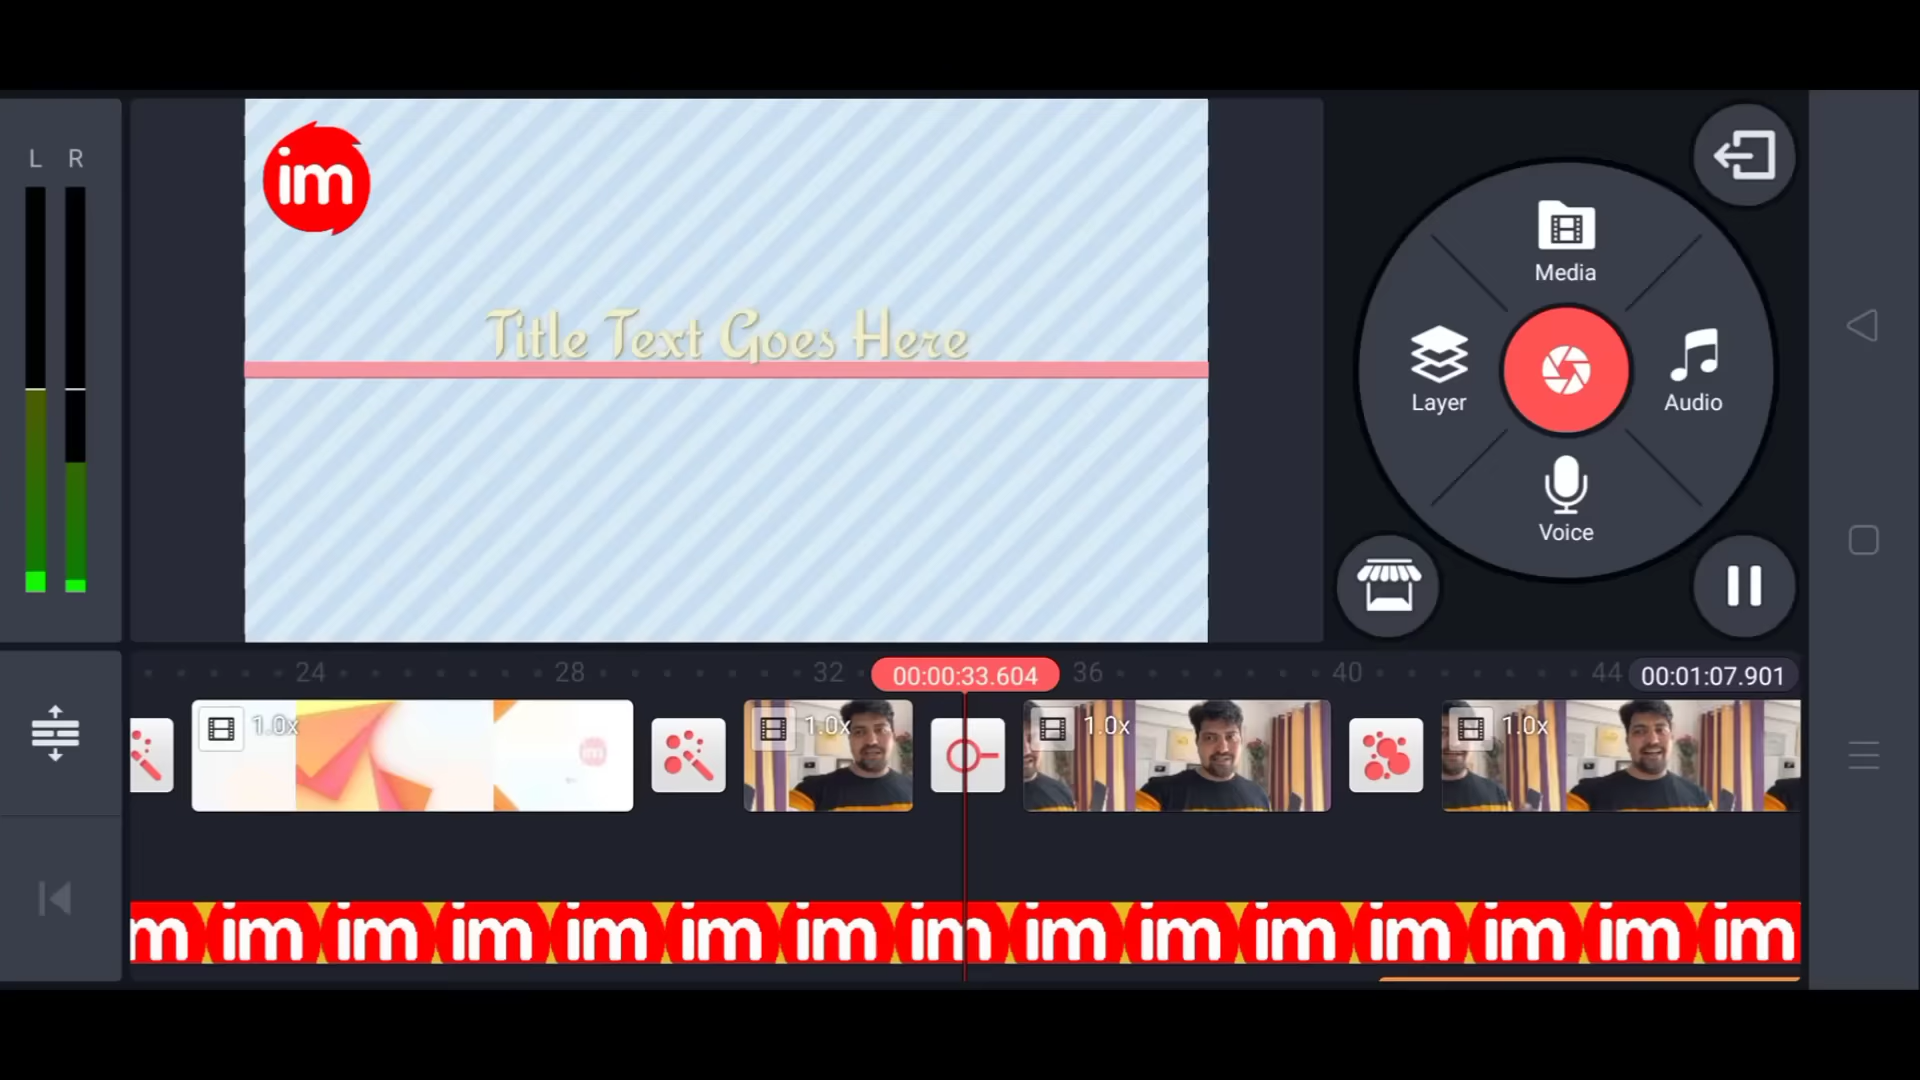 L R
im
Title Text Goes Here
Media
Layer
Audio
Voice
24 28 32 00:00:33.604 36 40 44 00:01:07.901
1.0x 1.0x 1.0x 1.0x
im
m im im im im im im im im im im im im im im